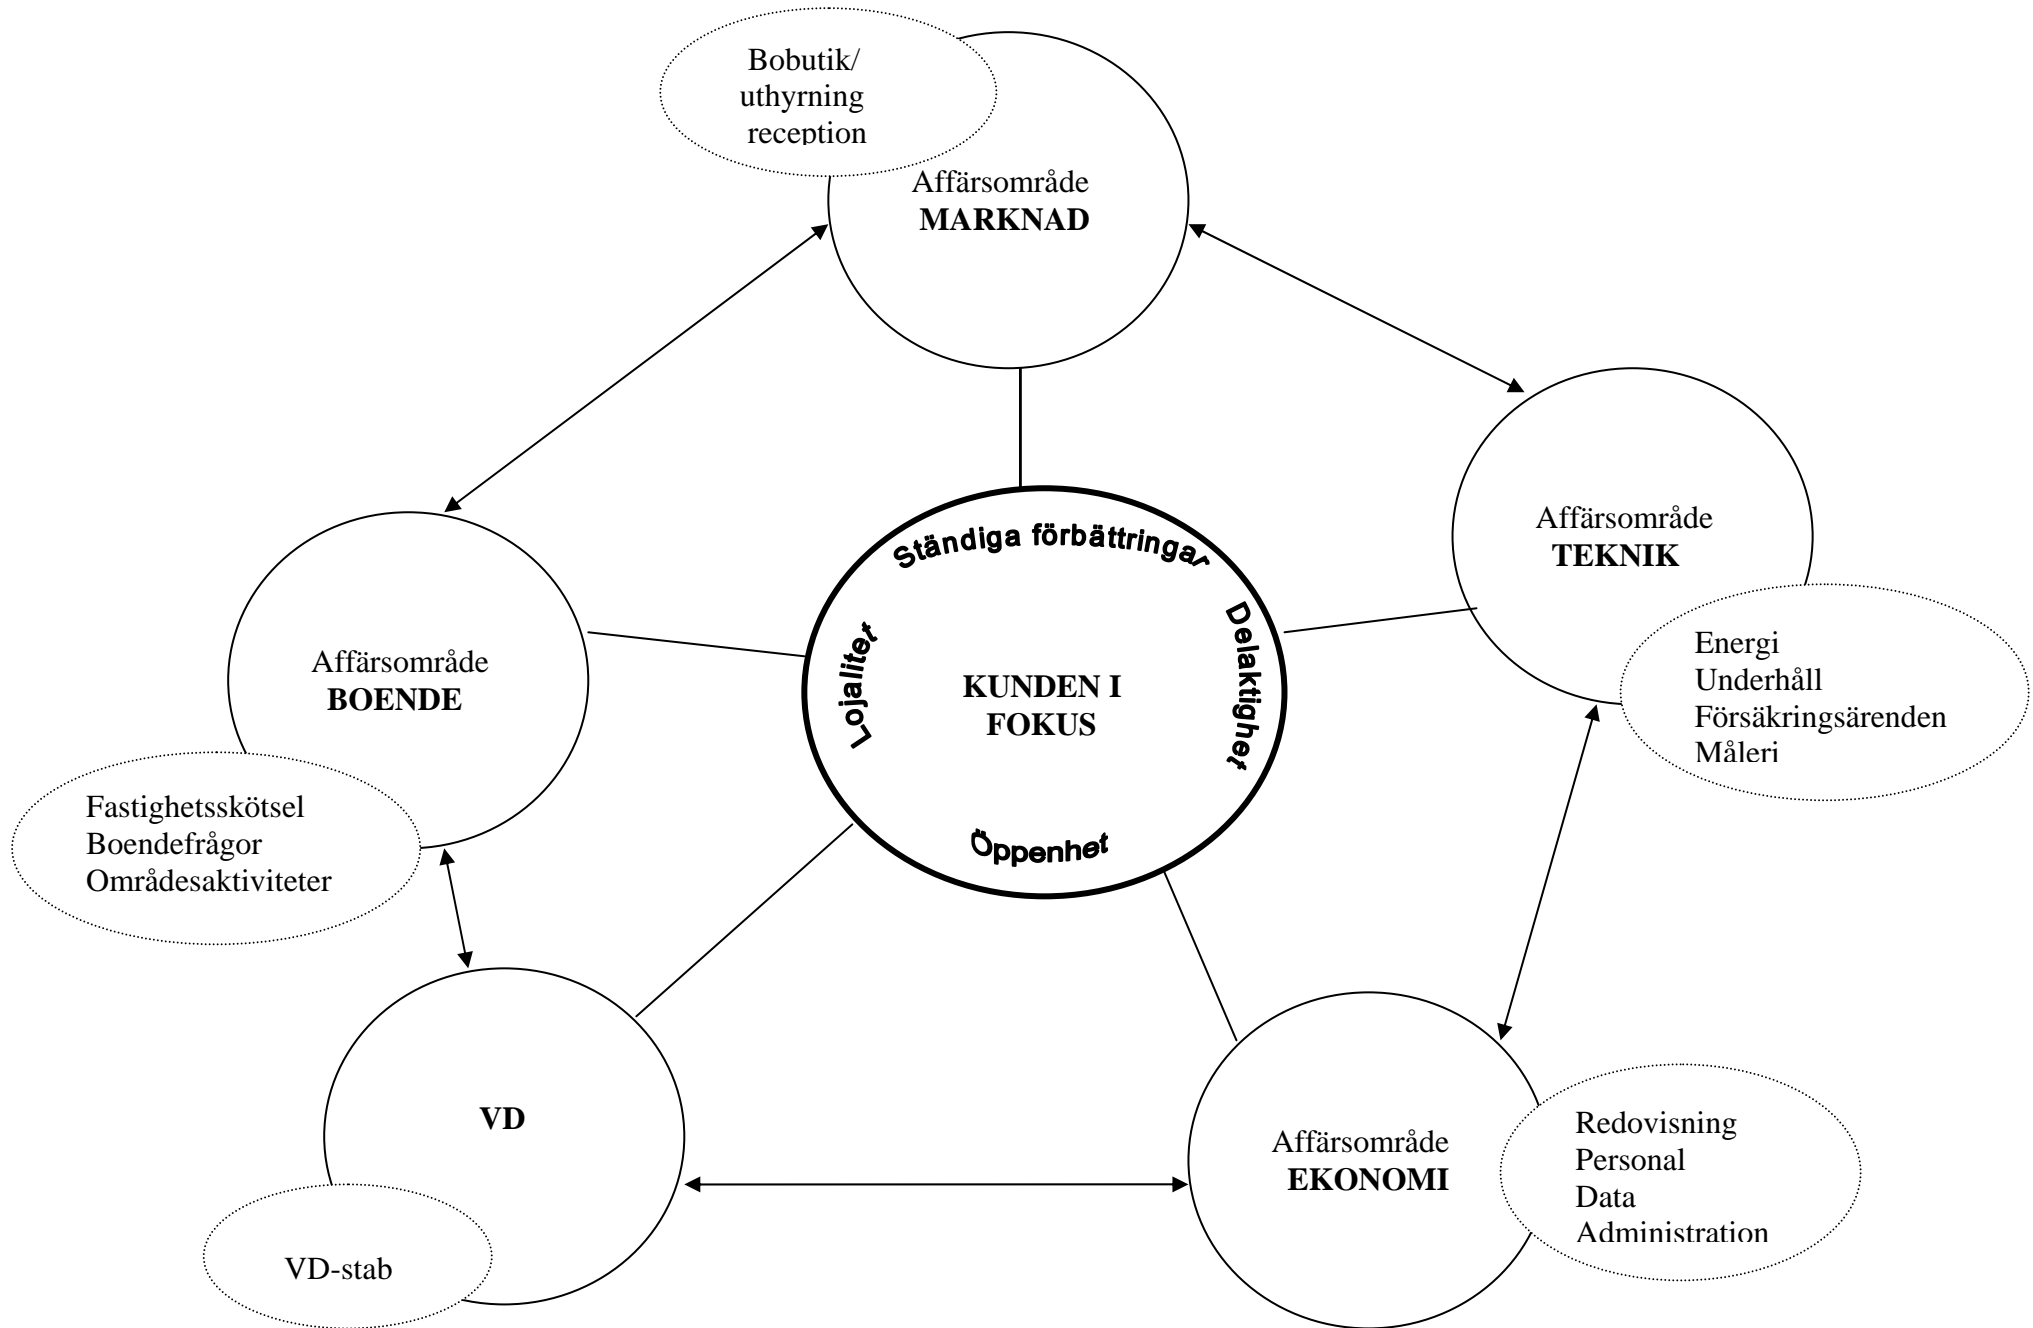 Bobutik/
uthyrning
reception
Affärsområde
MARKNAD
Affärsområde
TEKNIK
Energi
Underhåll
Försäkringsärenden
Måleri
Ständiga förbättringar
Delaktighet
Lojalitet
KUNDEN I
FOKUS
Öppenhet
Affärsområde
BOENDE
Fastighetsskötsel
Boendefrågor
Områdesaktiviteter
VD
VD-stab
Affärsområde
EKONOMI
Redovisning
Personal
Data
Administration